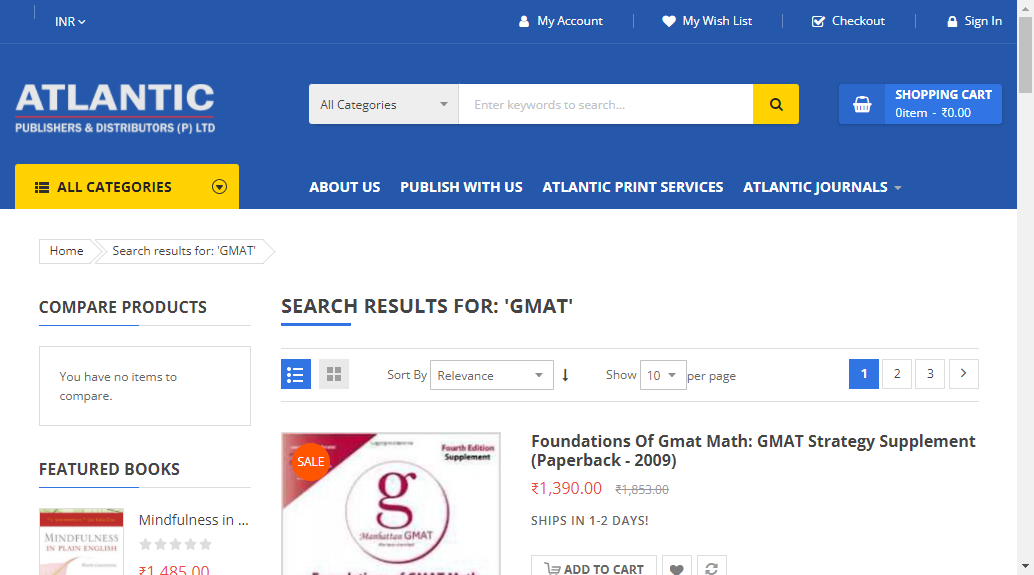 INR
My Account
My Wish List
Checkout
Sign In
ATLANTIC
PUBLISHERS & DISTRIBUTORS (P) LTD
All Categories
Enter keywords to search...
SHOPPING CART
0item - ₹0.00
ALL CATEGORIES
ABOUT US
PUBLISH WITH US
ATLANTIC PRINT SERVICES
ATLANTIC JOURNALS
Home
Search results for: 'GMAT'
COMPARE PRODUCTS
You have no items to
compare.
FEATURED BOOKS
MINDFULNESS
IN PLAIN ENGLISH
Mindfulness in ...
₹1,485.00
SEARCH RESULTS FOR: 'GMAT'
Sort By Relevance
Show 10 per page
1 2 3
SALE
Fourth Edition
Supplement
g
Manhattan GMAT
Foundations of GMAT Math
Foundations Of Gmat Math: GMAT Strategy Supplement
(Paperback - 2009)
₹1,390.00 ₹1,853.00
SHIPS IN 1-2 DAYS!
ADD TO CART